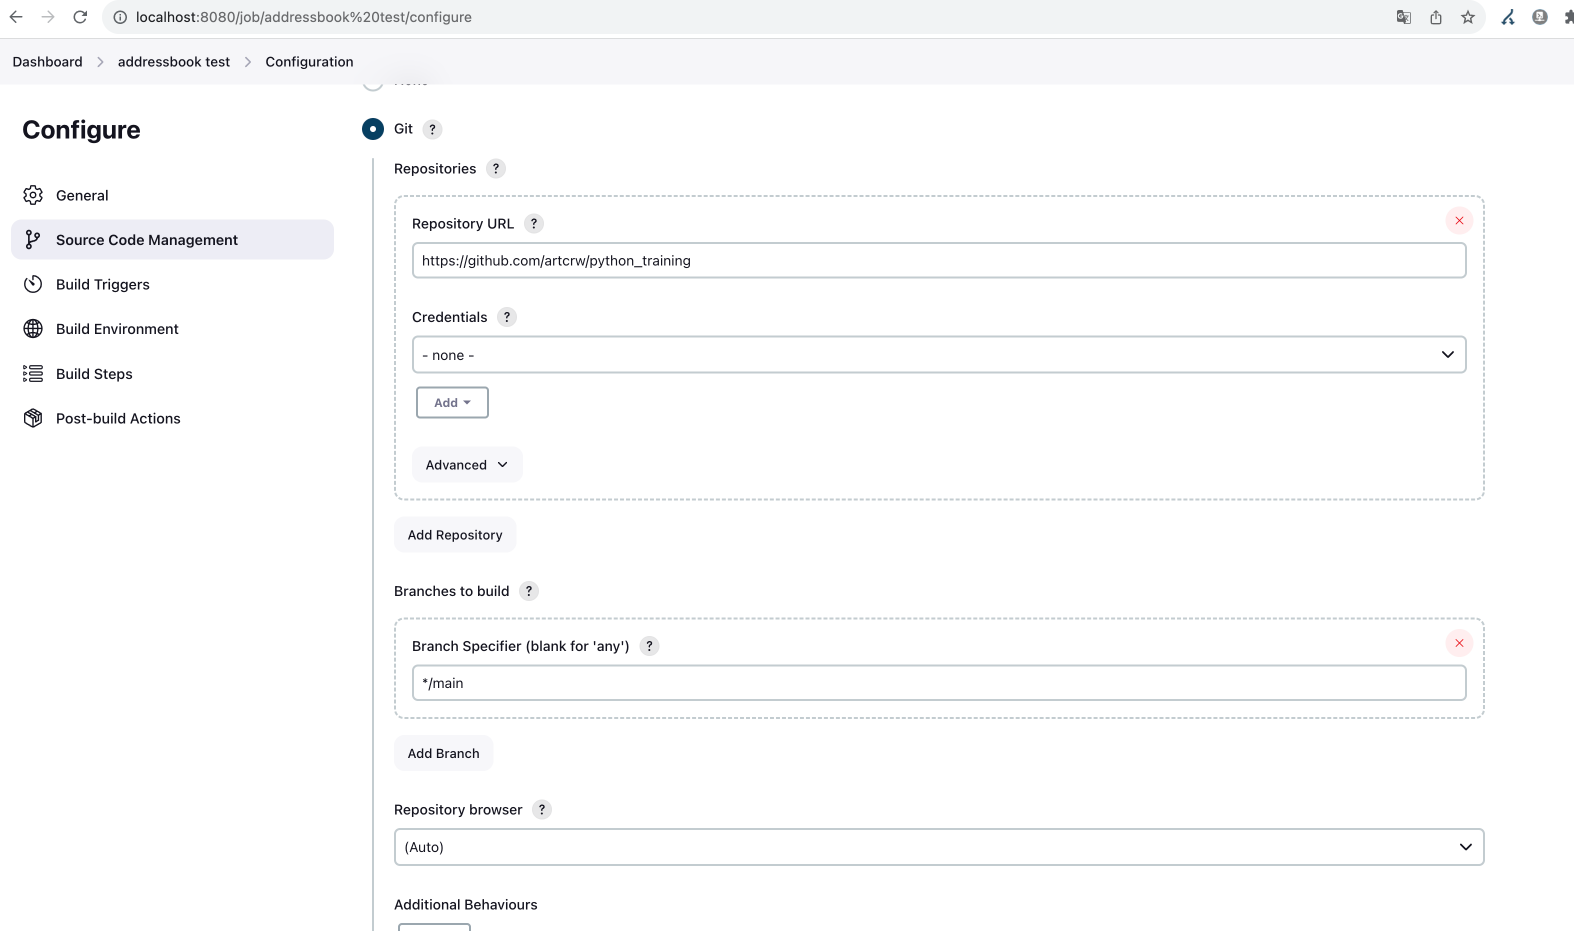 localhost:8080/job/addressbook%20test/configure
Dashboard > addressbook test > Configuration
Configure
General
Source Code Management
Build Triggers
Build Environment
Build Steps
Post-build Actions
Git ?
Repositories ?
Repository URL ?
https://github.com/artcrw/python_training
Credentials ?
- none -
Add
Advanced
Add Repository
Branches to build ?
Branch Specifier (blank for 'any') ?
*/main
Add Branch
Repository browser ?
(Auto)
Additional Behaviours